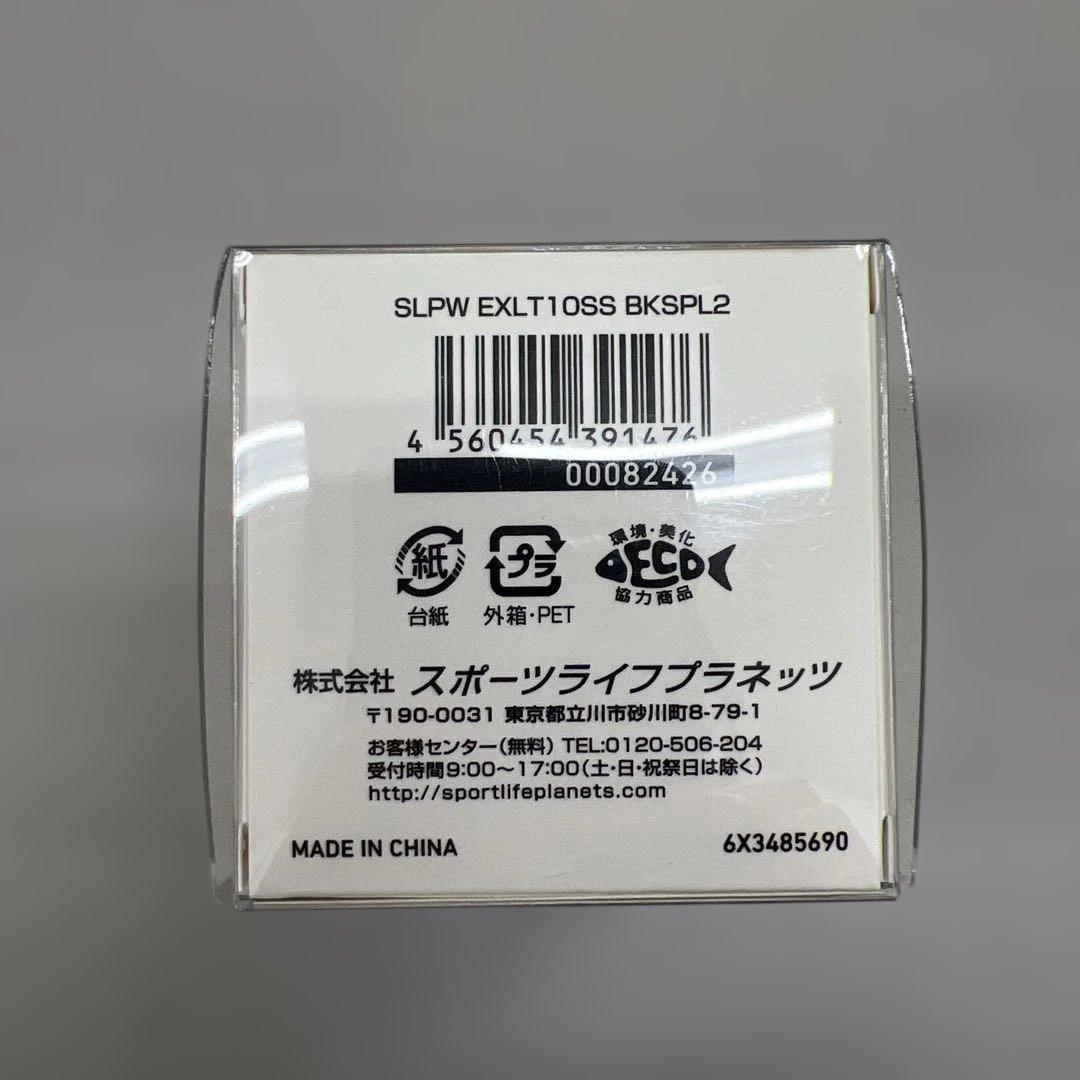 SLPW EXLT10SS BKSPL2
4 560454 391476
00082426
紙
プラ
環境・美化
ECO
協力商品
台紙
外箱・PET
株式会社 スポーツライフプラネッツ
〒190-0031 東京都立川市砂川町8-79-1
お客様センター(無料) TEL:0120-506-204
受付時間9:00～17:00(土・日・祝祭日は除く)
http://sportlifeplanets.com
MADE IN CHINA
6X3485690